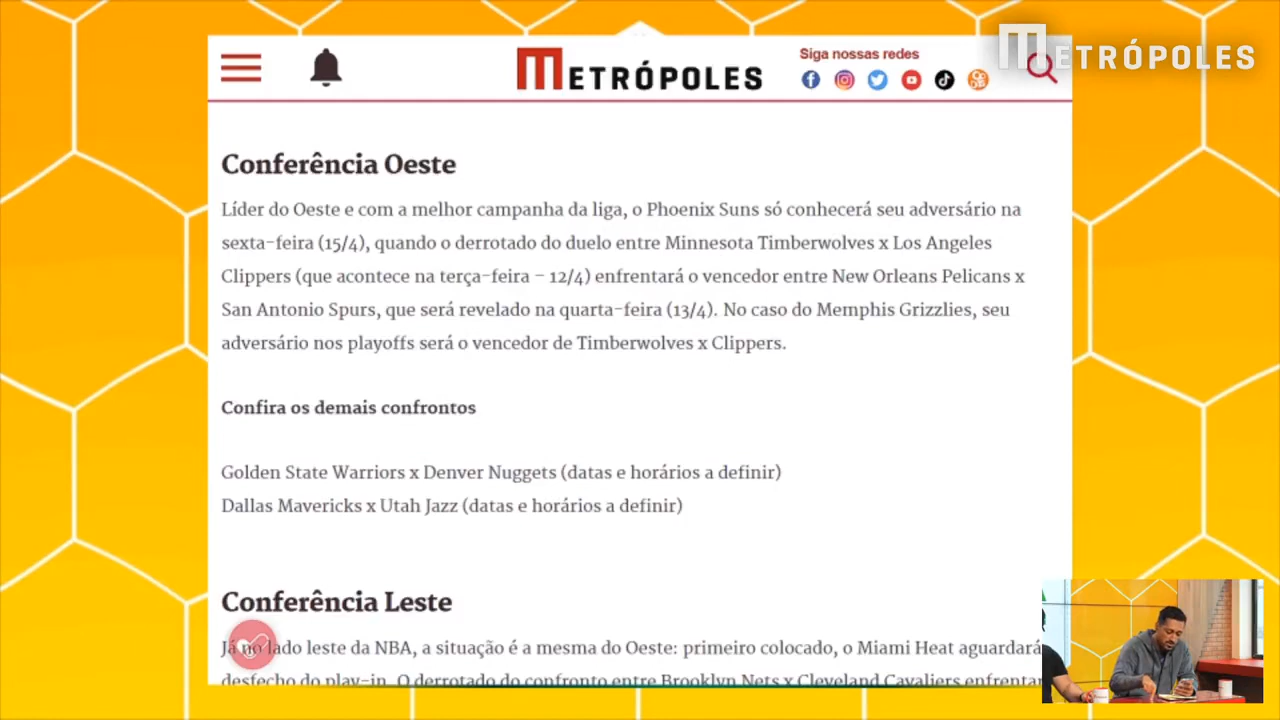 METRÓPOLES
Siga nossas redes
METRÓPOLES
Conferência Oeste
Líder do Oeste e com a melhor campanha da liga, o Phoenix Suns só conhecerá seu adversário na
sexta-feira (15/4), quando o derrotado do duelo entre Minnesota Timberwolves x Los Angeles
Clippers (que acontece na terça-feira – 12/4) enfrentará o vencedor entre New Orleans Pelicans x
San Antonio Spurs, que será revelado na quarta-feira (13/4). No caso do Memphis Grizzlies, seu
adversário nos playoffs será o vencedor de Timberwolves x Clippers.
Confira os demais confrontos
Golden State Warriors x Denver Nuggets (datas e horários a definir)
Dallas Mavericks x Utah Jazz (datas e horários a definir)
Conferência Leste
Já no lado leste da NBA, a situação é a mesma do Oeste: primeiro colocado, o Miami Heat aguardará
desfecho do play-in. O derrotado do confronto entre Brooklyn Nets x Cleveland Cavaliers